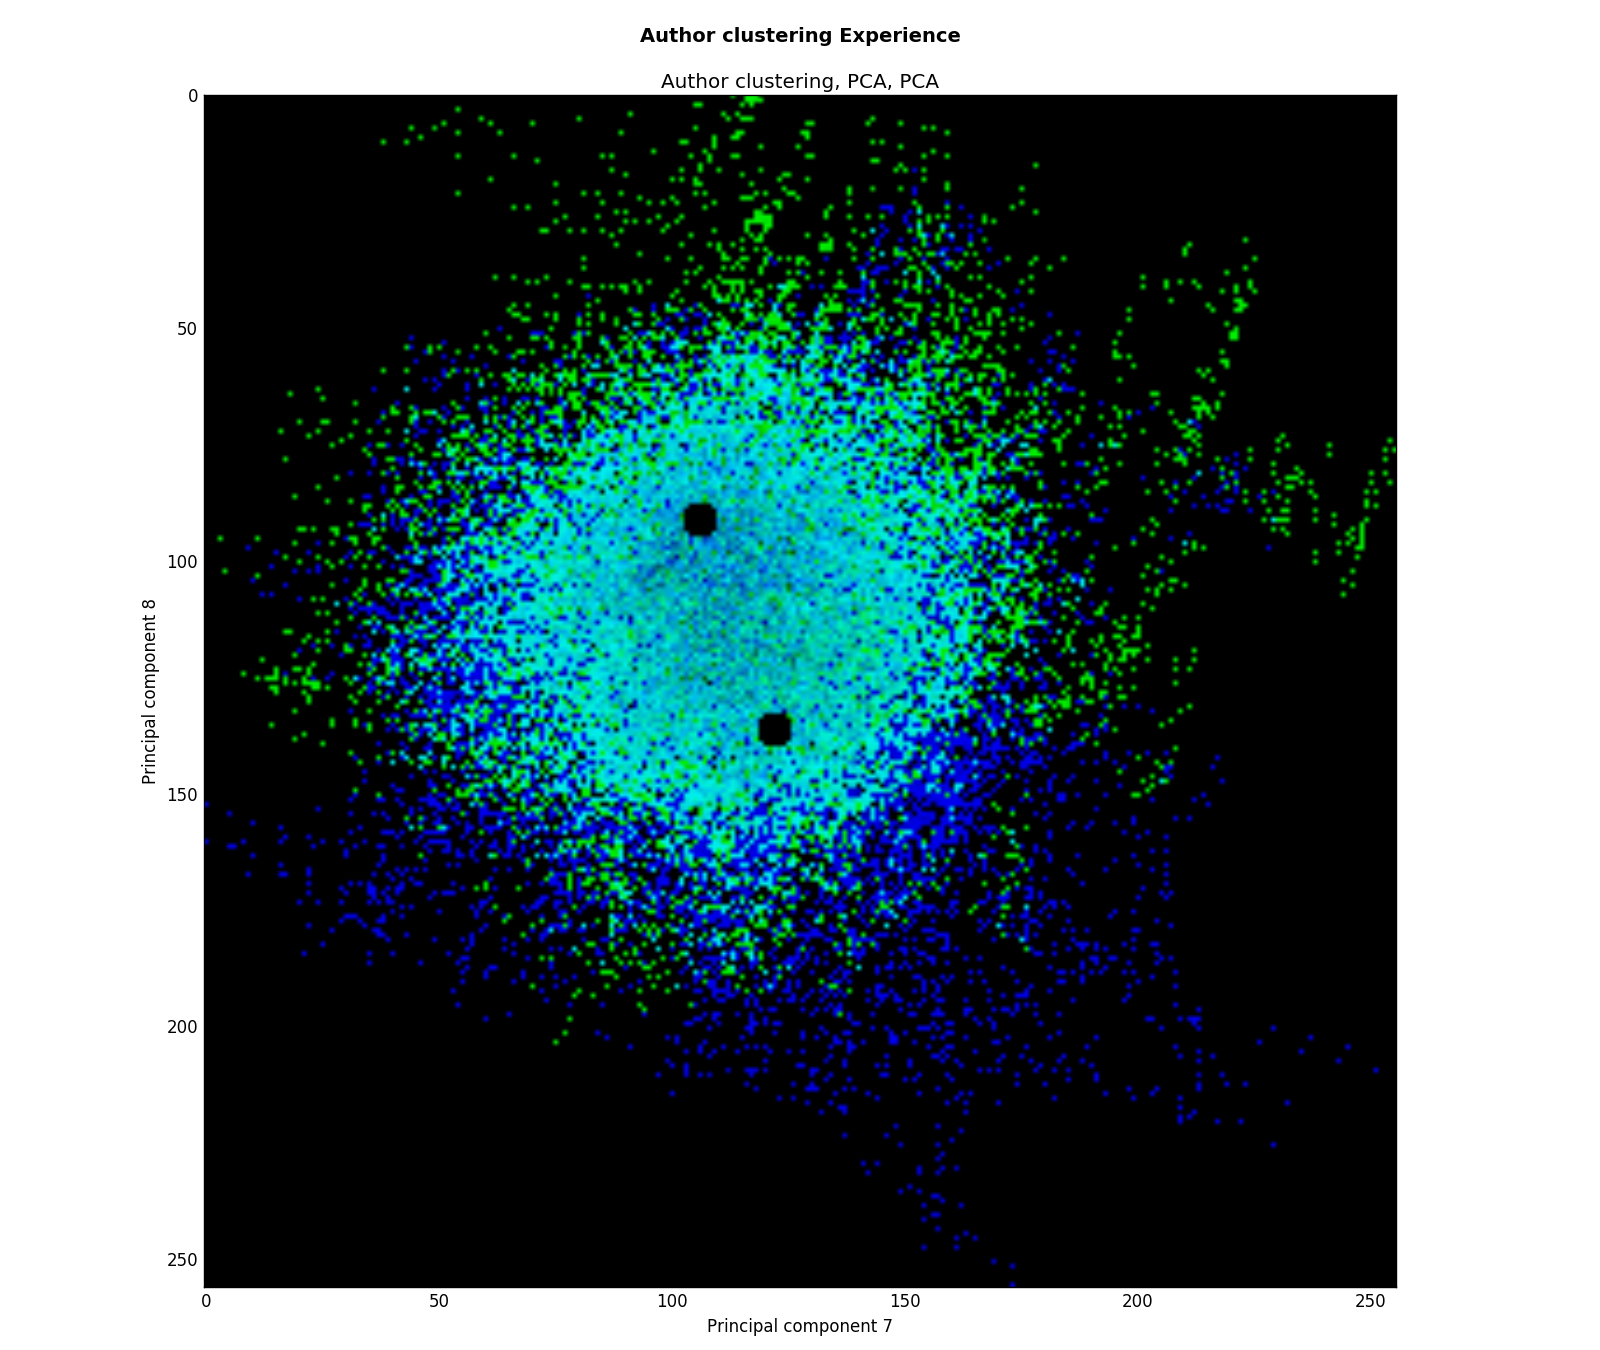 Author clustering Experience
Author clustering, PCA, PCA
0
50
100
150
200
250
Principal component 8
0 50 100 150 200 250
Principal component 7